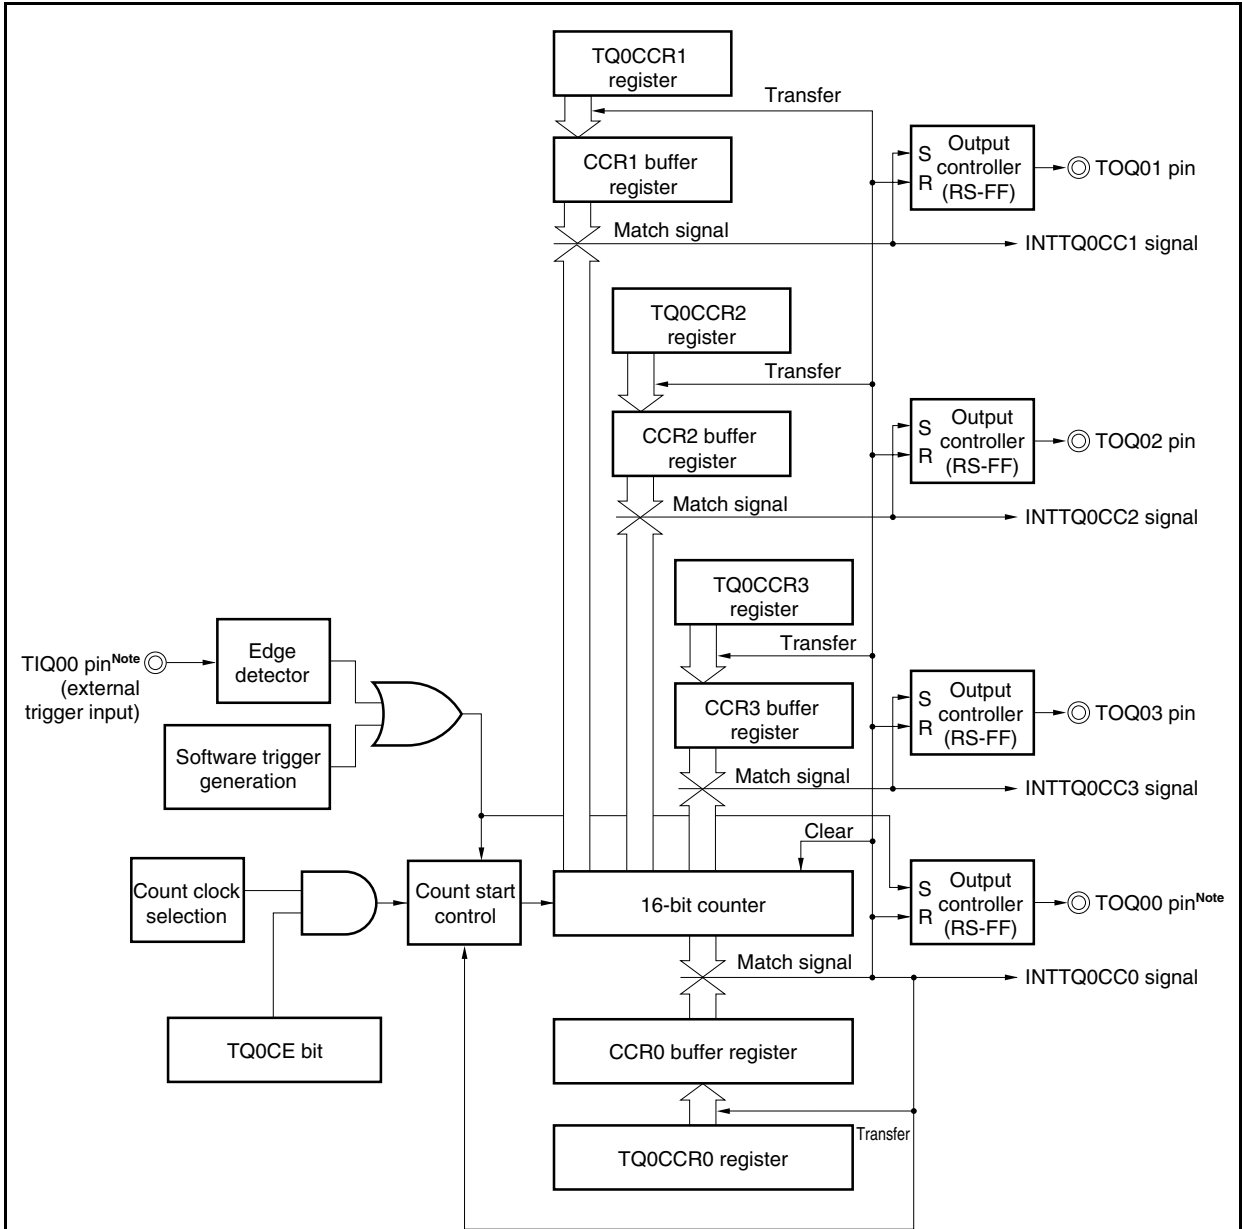 TQ0CCR1
register
Transfer
CCR1 buffer
register
S
R
Output
controller
(RS-FF)
TOQ01 pin
Match signal
INTTQ0CC1 signal
TQ0CCR2
register
Transfer
CCR2 buffer
register
S
R
Output
controller
(RS-FF)
TOQ02 pin
Match signal
INTTQ0CC2 signal
TQ0CCR3
register
Transfer
TIQ00 pinNote
(external
trigger input)
Edge
detector
CCR3 buffer
register
S
R
Output
controller
(RS-FF)
TOQ03 pin
Software trigger
generation
Match signal
INTTQ0CC3 signal
Clear
Count clock
selection
Count start
control
16-bit counter
S
R
Output
controller
(RS-FF)
TOQ00 pinNote
Match signal
INTTQ0CC0 signal
TQ0CE bit
CCR0 buffer register
Transfer
TQ0CCR0 register